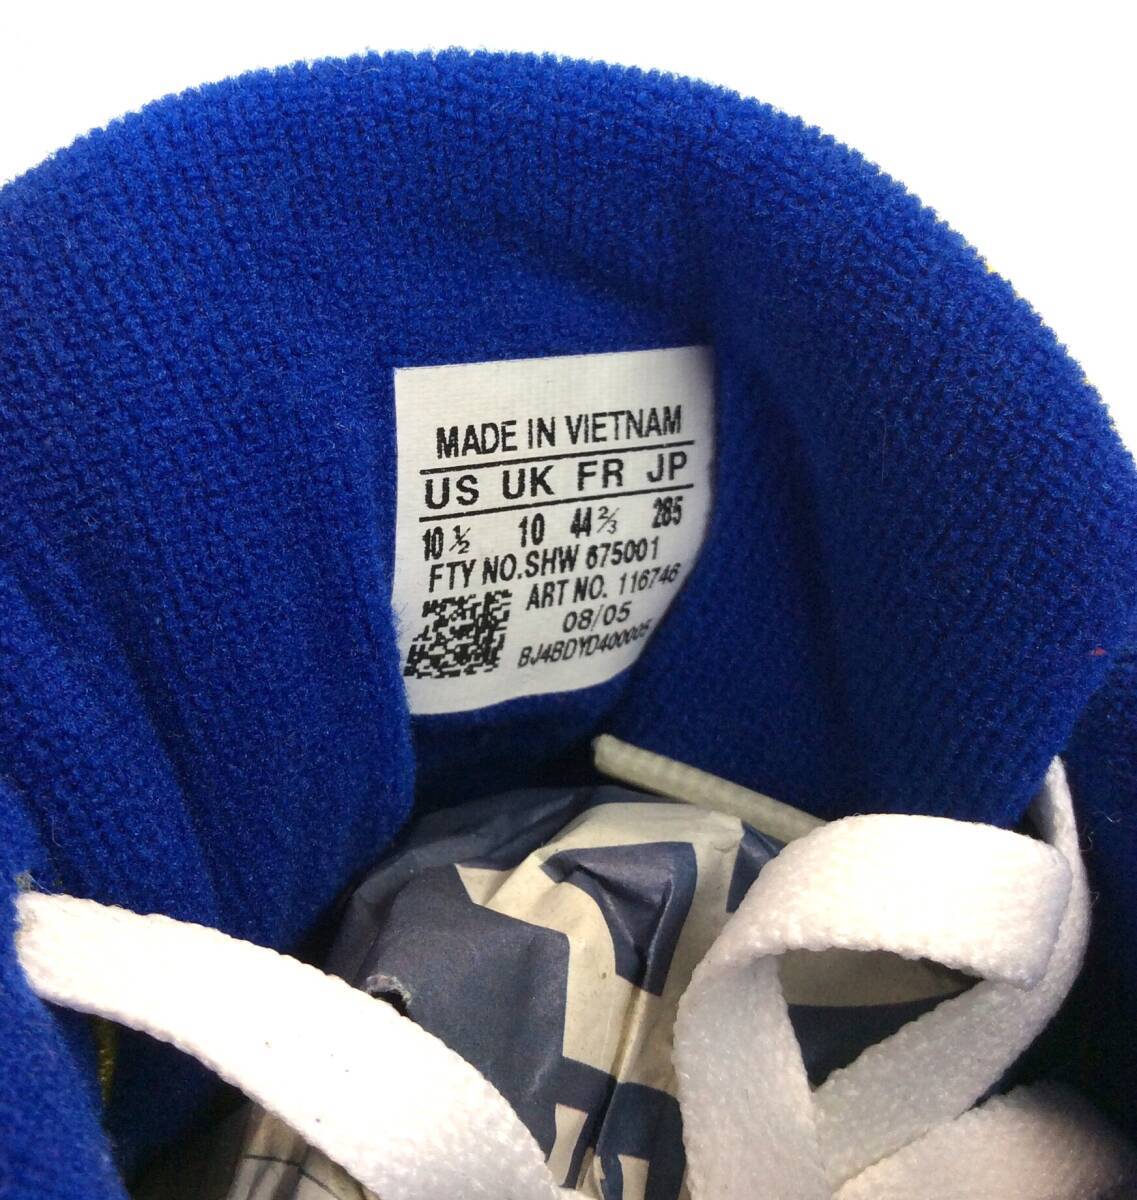 MADE IN VIETNAM
US UK FR JP
10 ½ 10 44 ⅔ 285
FTY NO.SHW 675001
ART NO. 116746
08/05
BJ4BDYD400005